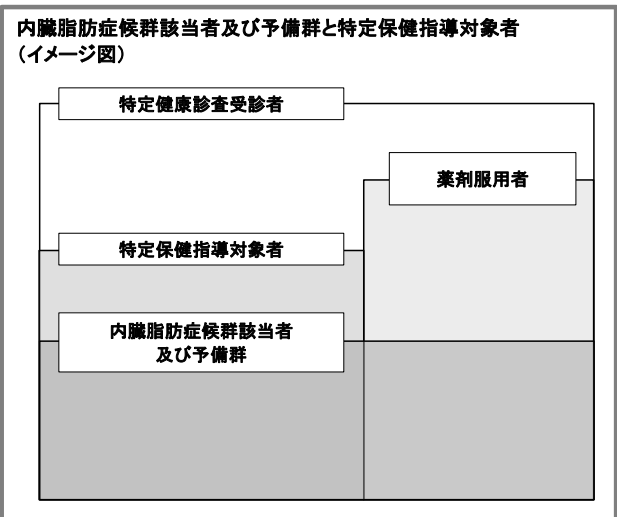 内臓脂肪症候群該当者及び予備群と特定保健指導対象者
（イメージ図）
特定健康診査受診者
薬剤服用者
特定保健指導対象者
内臓脂肪症候群該当者
及び予備群